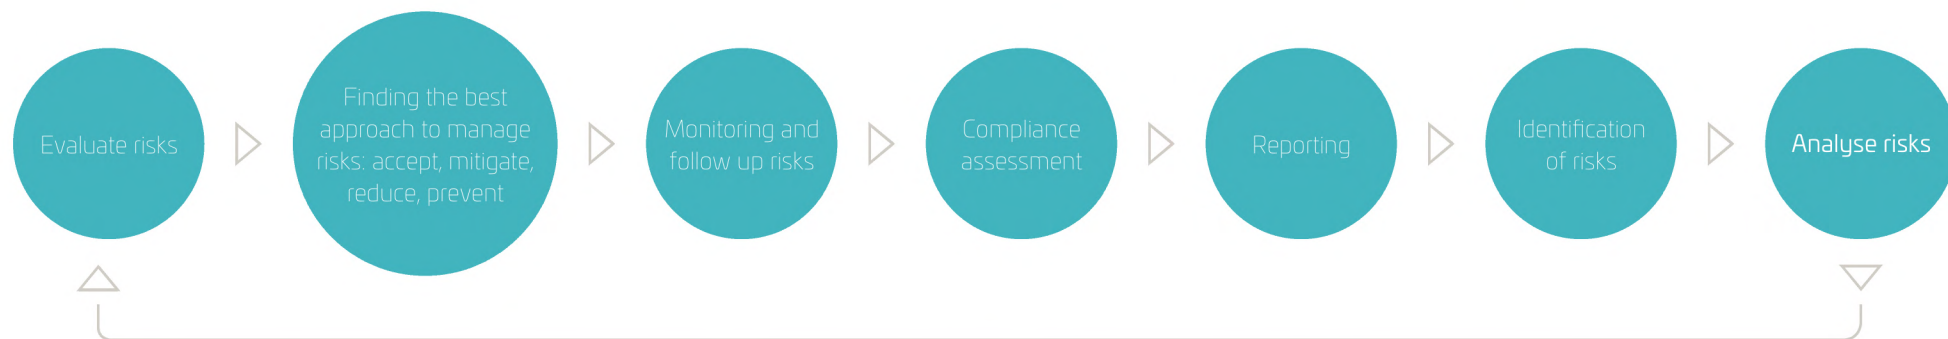 Evaluate risks
Finding the best
approach to manage
risks: accept, mitigate,
reduce, prevent
Monitoring and
follow up risks
Compliance
assessment
Reporting
Identification
of risks
Analyse risks